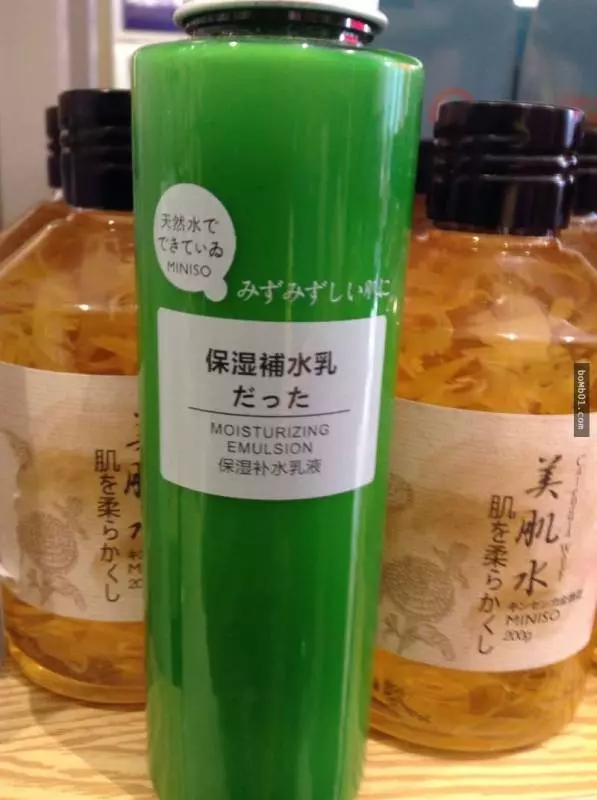 天然水で
できていゐ
MINISO
みずみずしい肌に
保湿補水乳
だった
MOISTURIZING
EMULSION
保湿补水乳液
肌を柔らかくし
美肌水
肌を柔らかくし
MINISO
200g
boMb01.com